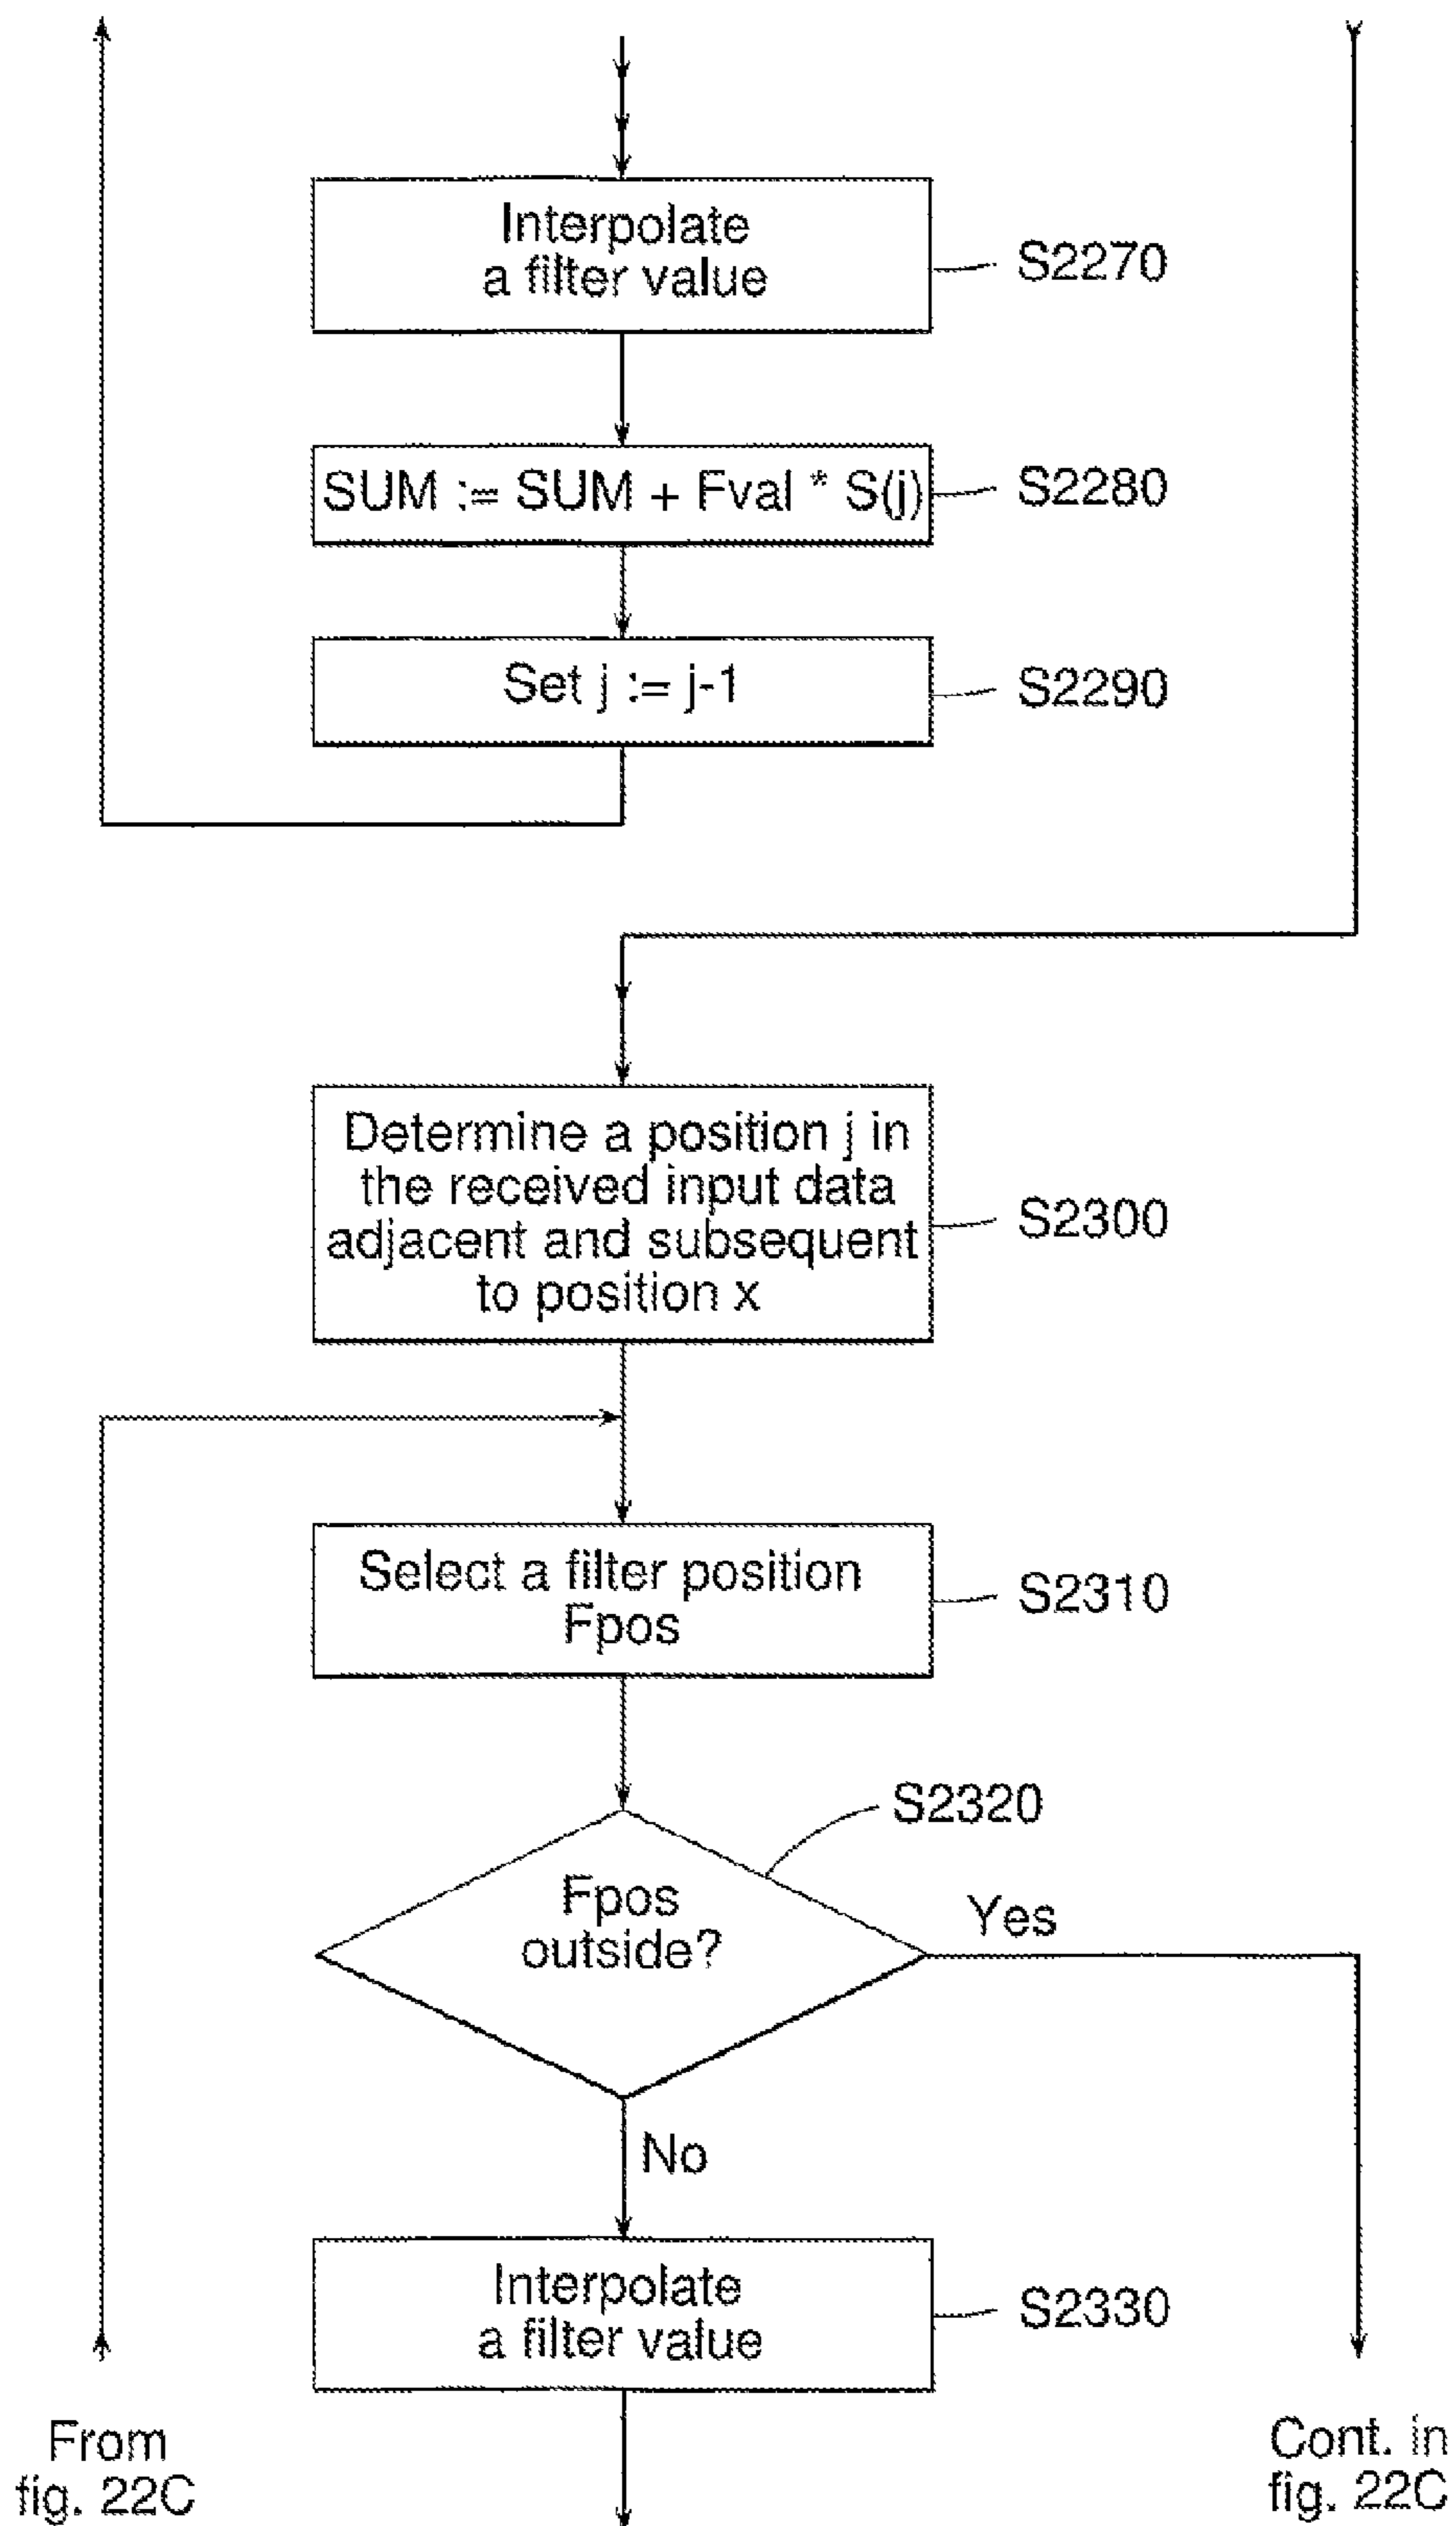 Interpolate
a filter value
S2270
SUM := SUM + Fval * S(j)
S2280
Set j := j-1
S2290
Determine a position j in
the received input data
adjacent and subsequent
to position x
S2300
Select a filter position
Fpos
S2310
S2320
Fpos
outside?
Yes
No
Interpolate
a filter value
S2330
From
fig. 22C
Cont. in
fig. 22C